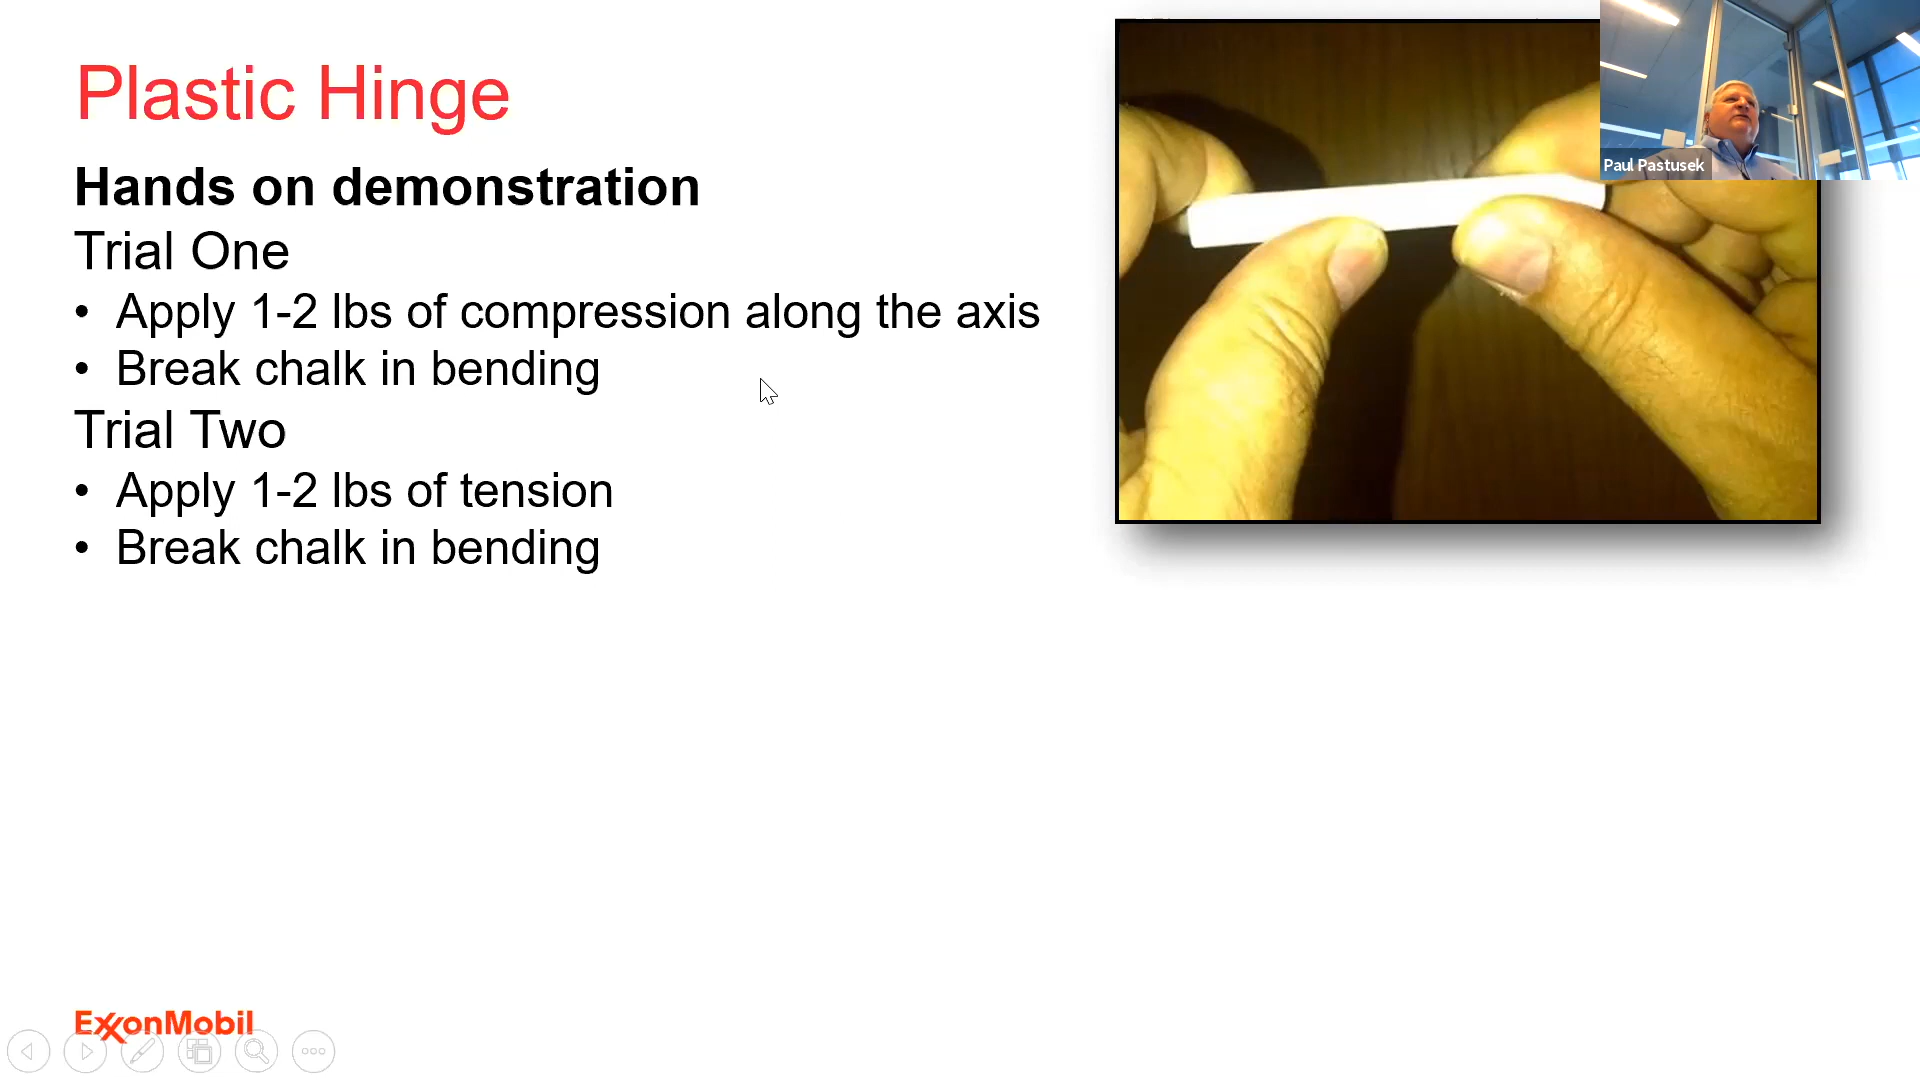 Plastic Hinge
Hands on demonstration
Trial One
• Apply 1-2 lbs of compression along the axis
• Break chalk in bending
Trial Two
• Apply 1-2 lbs of tension
• Break chalk in bending
Paul Pastusek
ExxonMobil